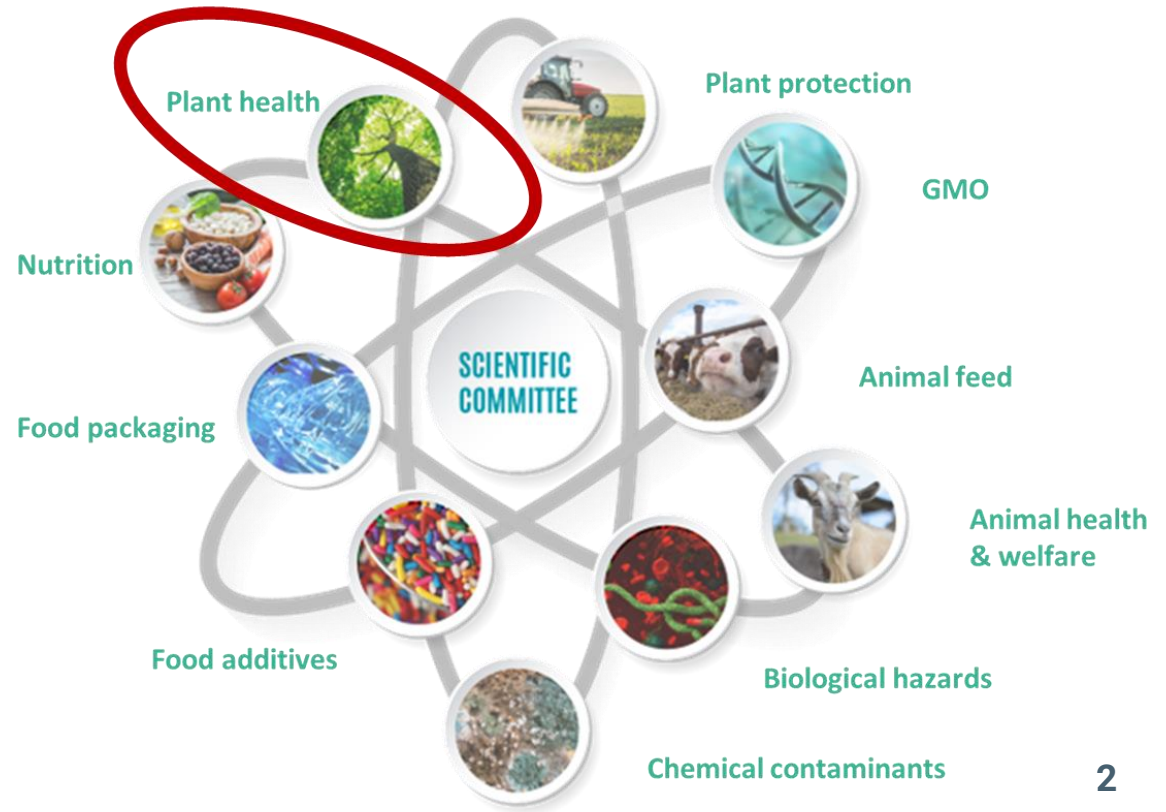 Plant health
Plant protection
GMO
Nutrition
SCIENTIFIC
COMMITTEE
Animal feed
Food packaging
Animal health
& welfare
Food additives
Biological hazards
Chemical contaminants
2